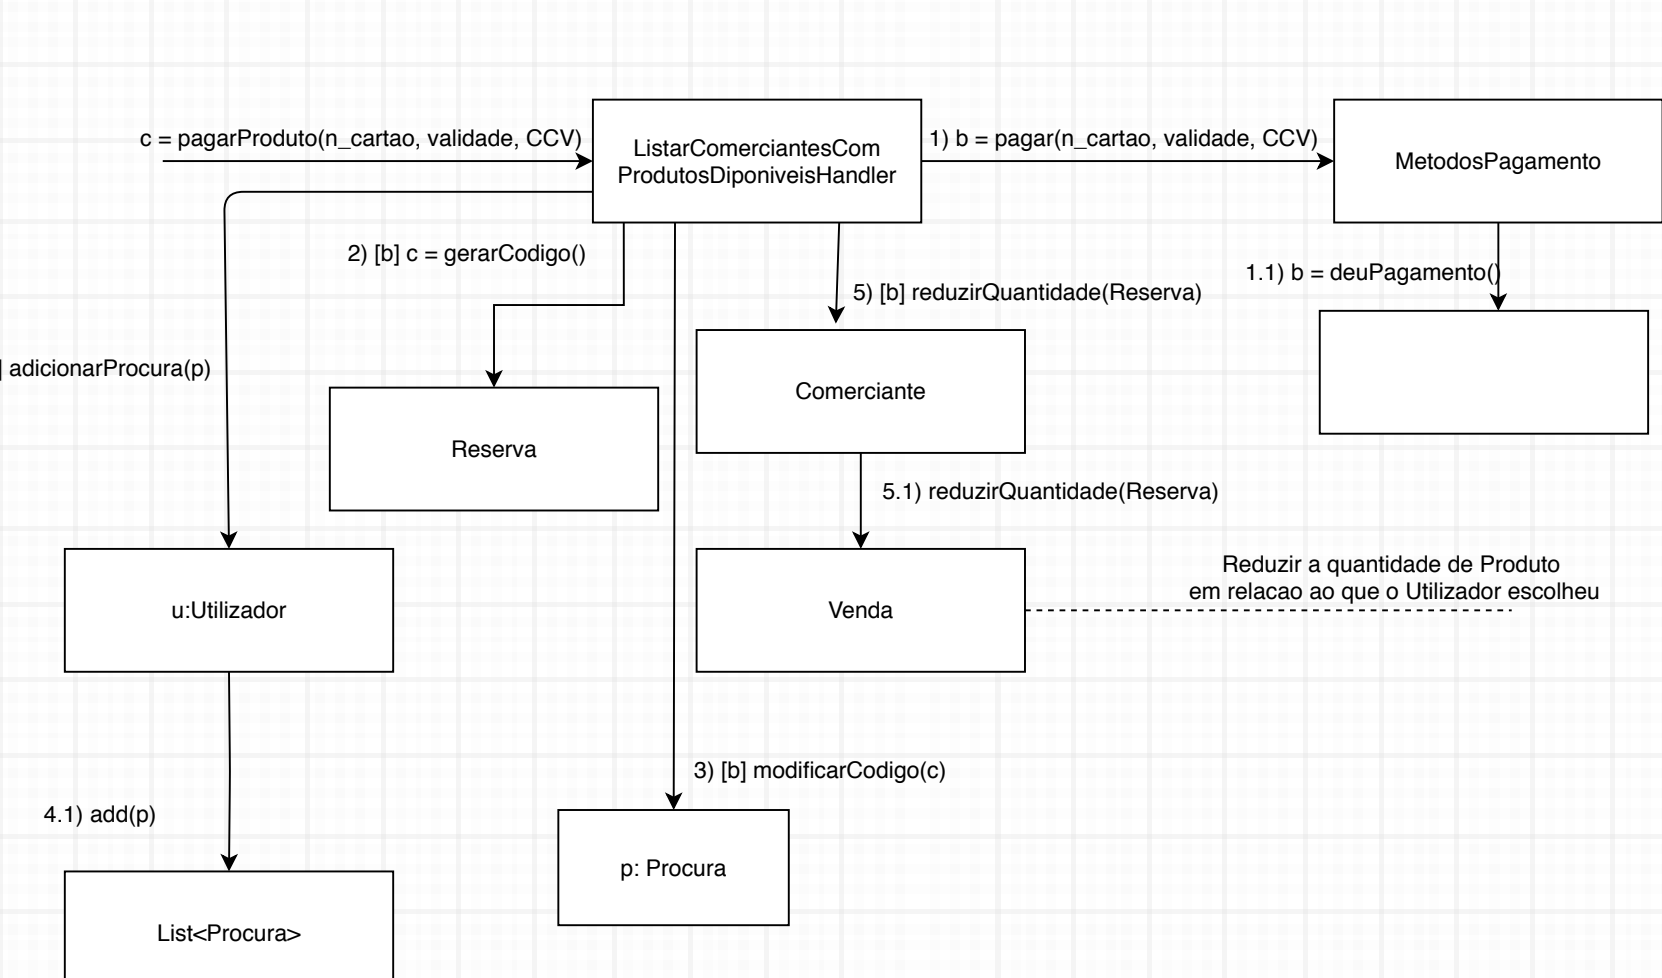 c = pagarProduto(n_cartao, validade, CCV)
ListarComerciantesCom
ProdutosDiponiveisHandler
1) b = pagar(n_cartao, validade, CCV)
MetodosPagamento
2) [b] c = gerarCodigo()
1.1) b = deuPagamento()
5) [b] reduzirQuantidade(Reserva)
] adicionarProcura(p)
Comerciante
Reserva
5.1) reduzirQuantidade(Reserva)
u:Utilizador
Venda
Reduzir a quantidade de Produto
em relacao ao que o Utilizador escolheu
3) [b] modificarCodigo(c)
4.1) add(p)
p: Procura
List<Procura>